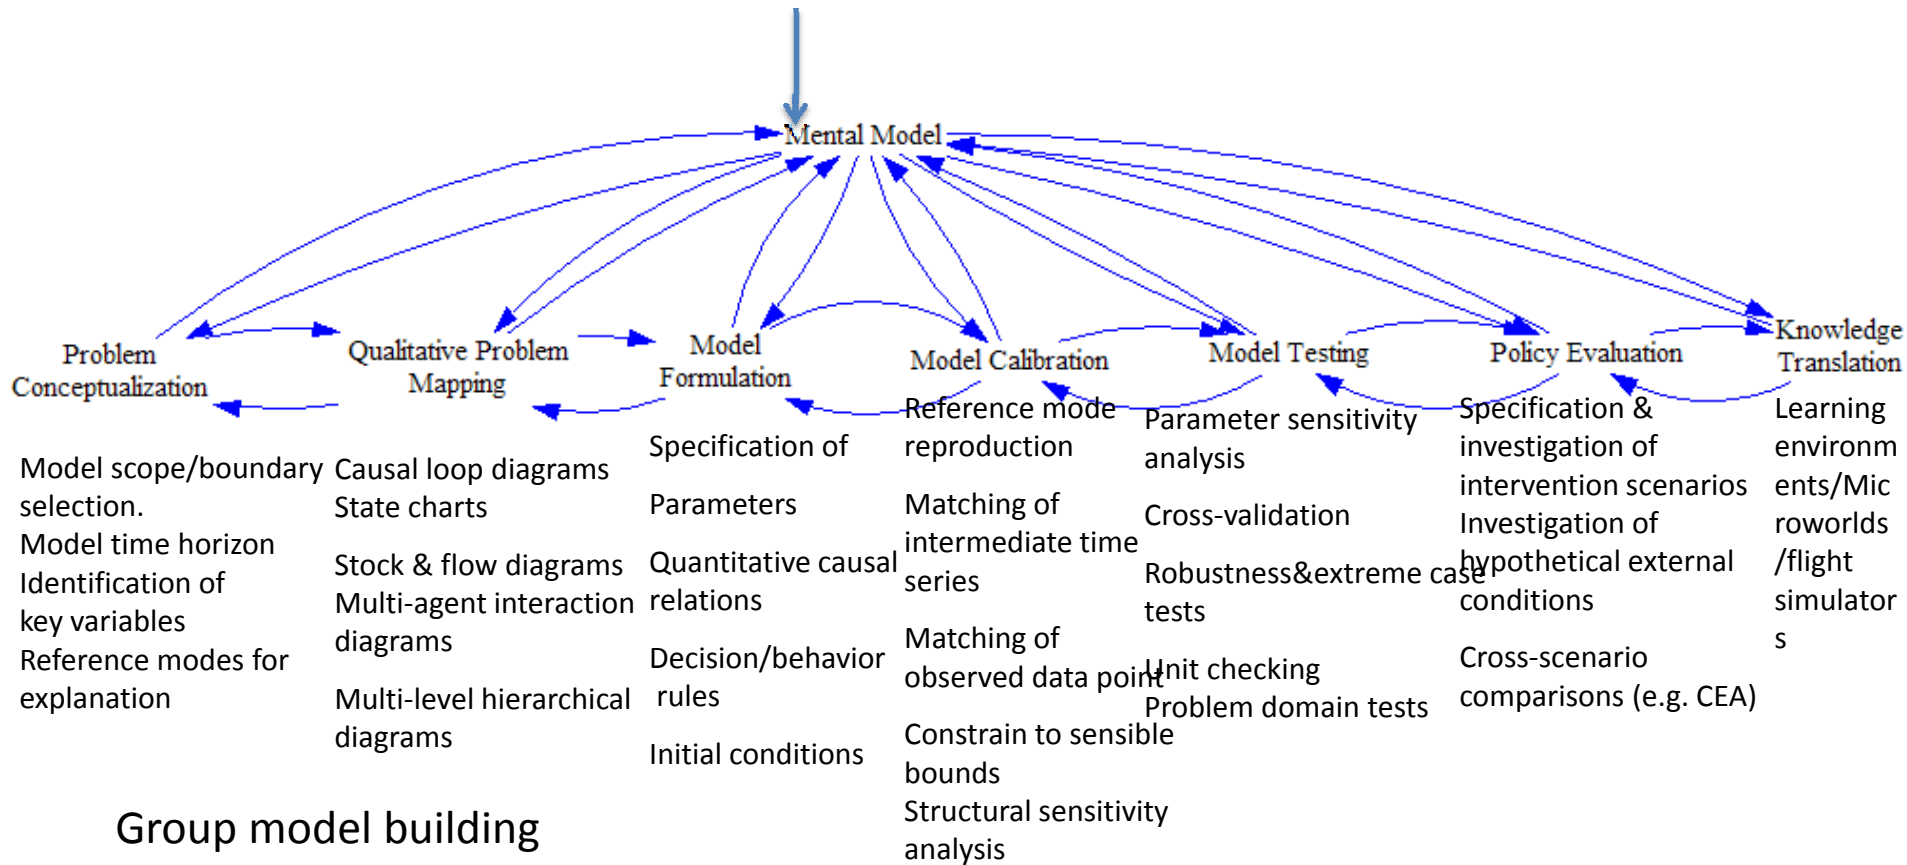 Mental Model
Problem
Conceptualization
Qualitative Problem
Mapping
Model
Formulation
Model Calibration
Model Testing
Policy Evaluation
Knowledge
Translation
Model scope/boundary
selection.
Model time horizon
Identification of
key variables
Reference modes for
explanation
Causal loop diagrams
State charts
Stock & flow diagrams
Multi-agent interaction
diagrams
Multi-level hierarchical
diagrams
Specification of
Parameters
Quantitative causal
relations
Decision/behavior
rules
Initial conditions
Reference mode
reproduction
Matching of
intermediate time
series
Matching of
observed data point
Constrain to sensible
bounds
Structural sensitivity
analysis
Parameter sensitivity
analysis
Cross-validation
Robustness&extreme case
tests
Unit checking
Problem domain tests
Specification &
investigation of
intervention scenarios
Investigation of
hypothetical external
conditions
Cross-scenario
comparisons (e.g. CEA)
Learning
environm
ents/Mic
roworlds
/flight
simulator
s
Group model building